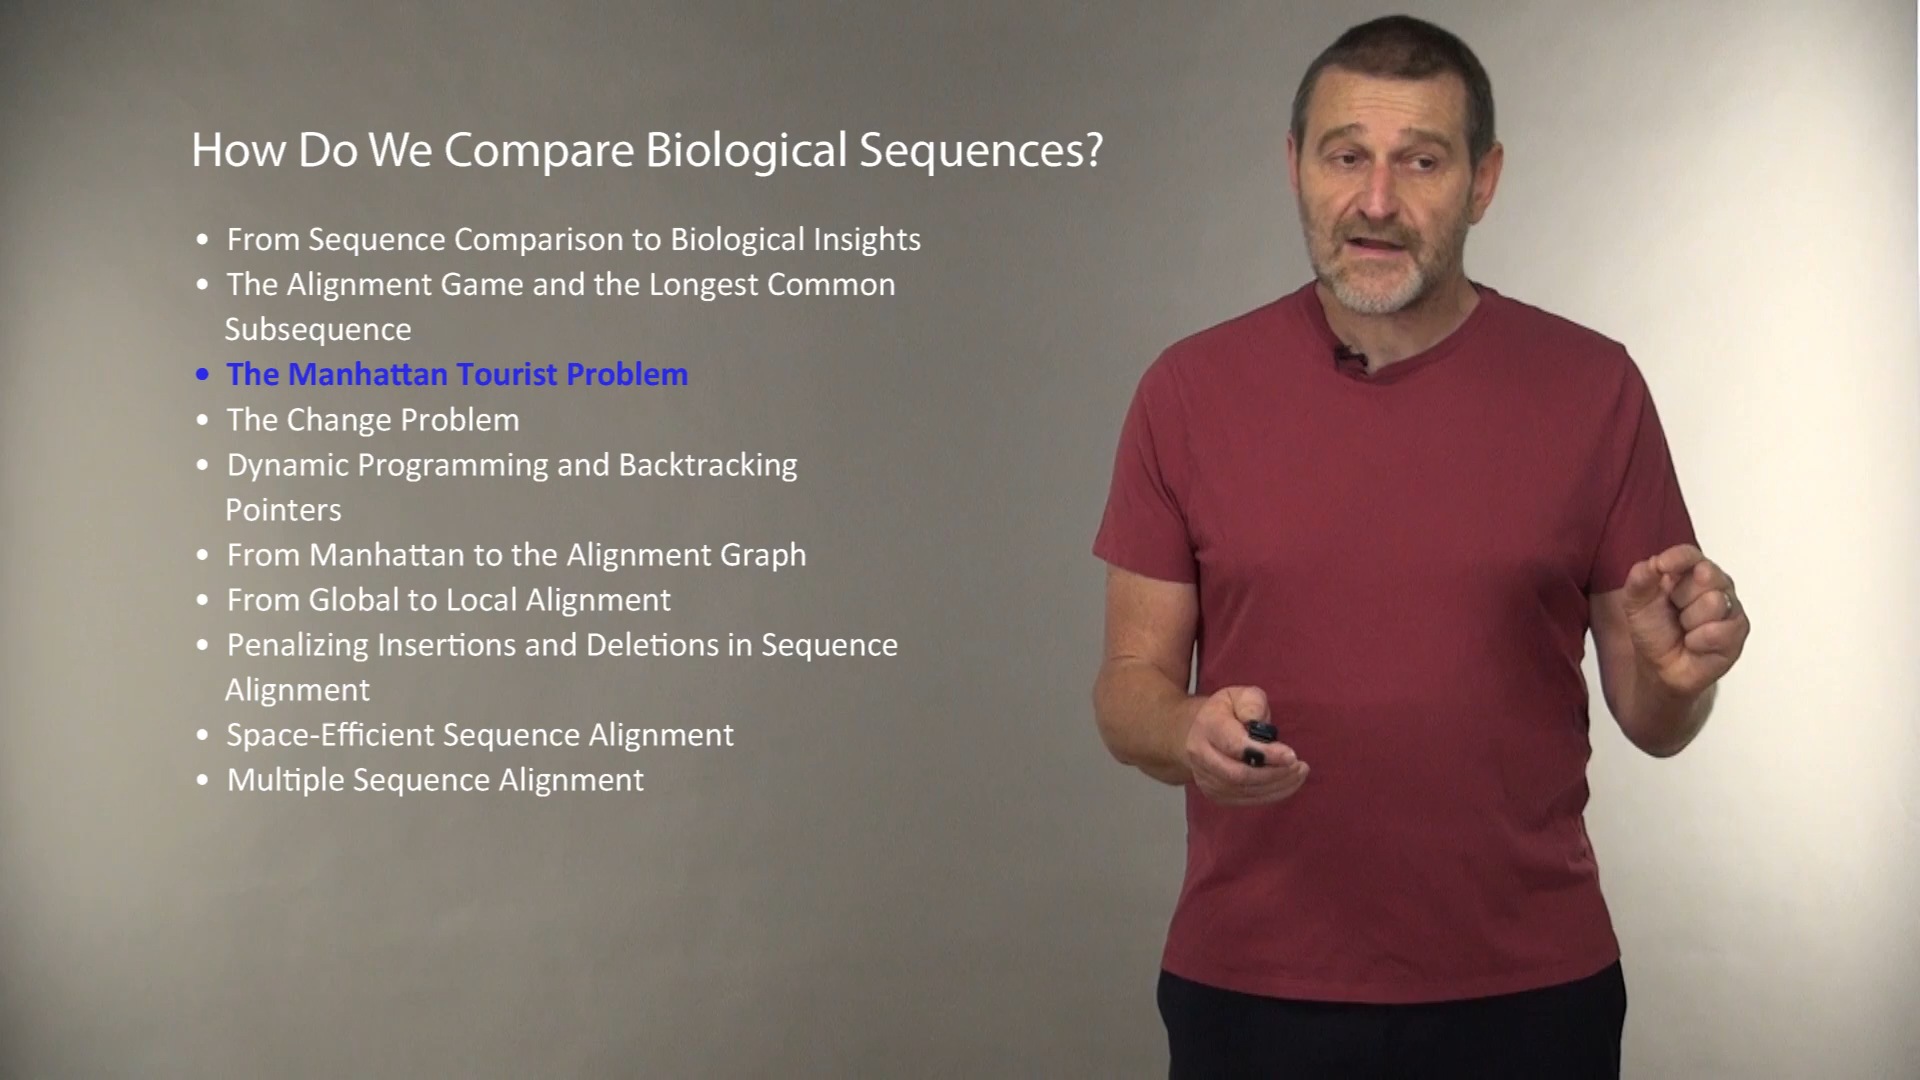 How Do We Compare Biological Sequences?
• From Sequence Comparison to Biological Insights
• The Alignment Game and the Longest Common
Subsequence
• The Manhattan Tourist Problem
• The Change Problem
• Dynamic Programming and Backtracking
Pointers
• From Manhattan to the Alignment Graph
• From Global to Local Alignment
• Penalizing Insertions and Deletions in Sequence
Alignment
• Space-Efficient Sequence Alignment
• Multiple Sequence Alignment